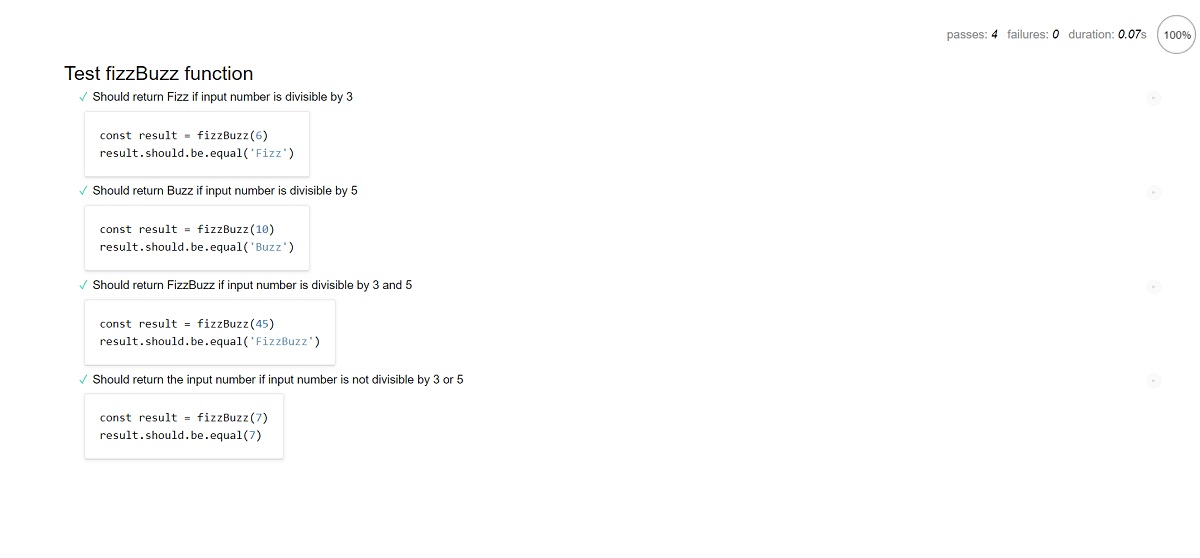 passes: 4 failures: 0 duration: 0.07s 100%
Test fizzBuzz function
✓ Should return Fizz if input number is divisible by 3
const result = fizzBuzz(6)
result.should.be.equal('Fizz')
✓ Should return Buzz if input number is divisible by 5
const result = fizzBuzz(10)
result.should.be.equal('Buzz')
✓ Should return FizzBuzz if input number is divisible by 3 and 5
const result = fizzBuzz(45)
result.should.be.equal('FizzBuzz')
✓ Should return the input number if input number is not divisible by 3 or 5
const result = fizzBuzz(7)
result.should.be.equal(7)